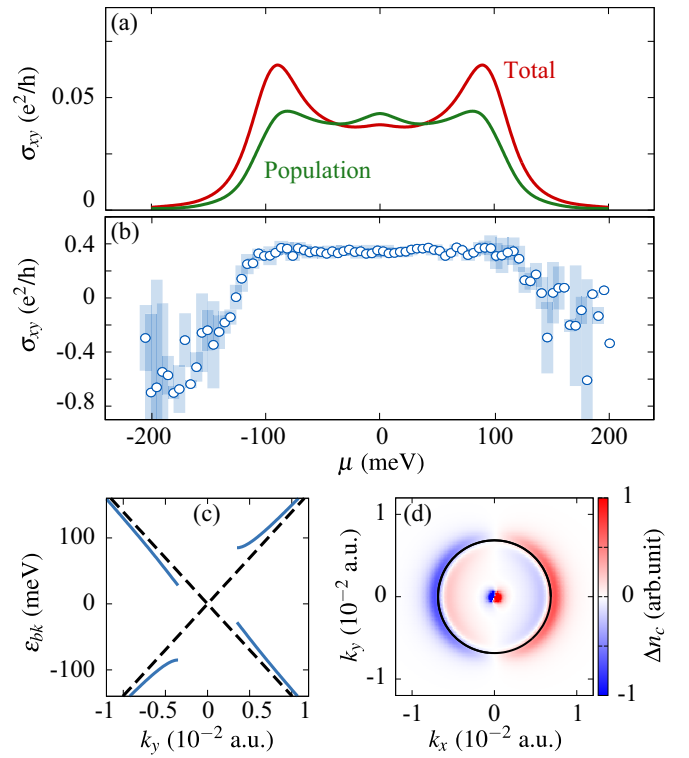 (a)
σxy (e²/h)
0.05
0
Total
Population
(b)
σxy (e²/h)
0.4
0
-0.4
-0.8
-200 -100 0 100 200
μ (meV)
(c)
εbk (meV)
100
0
-100
-1 -0.5 0 0.5 1
ky (10⁻² a.u.)
(d)
ky (10⁻² a.u.)
1
0
-1
-1 0 1
kx (10⁻² a.u.)
1
0
-1
Δnc (arb.unit)